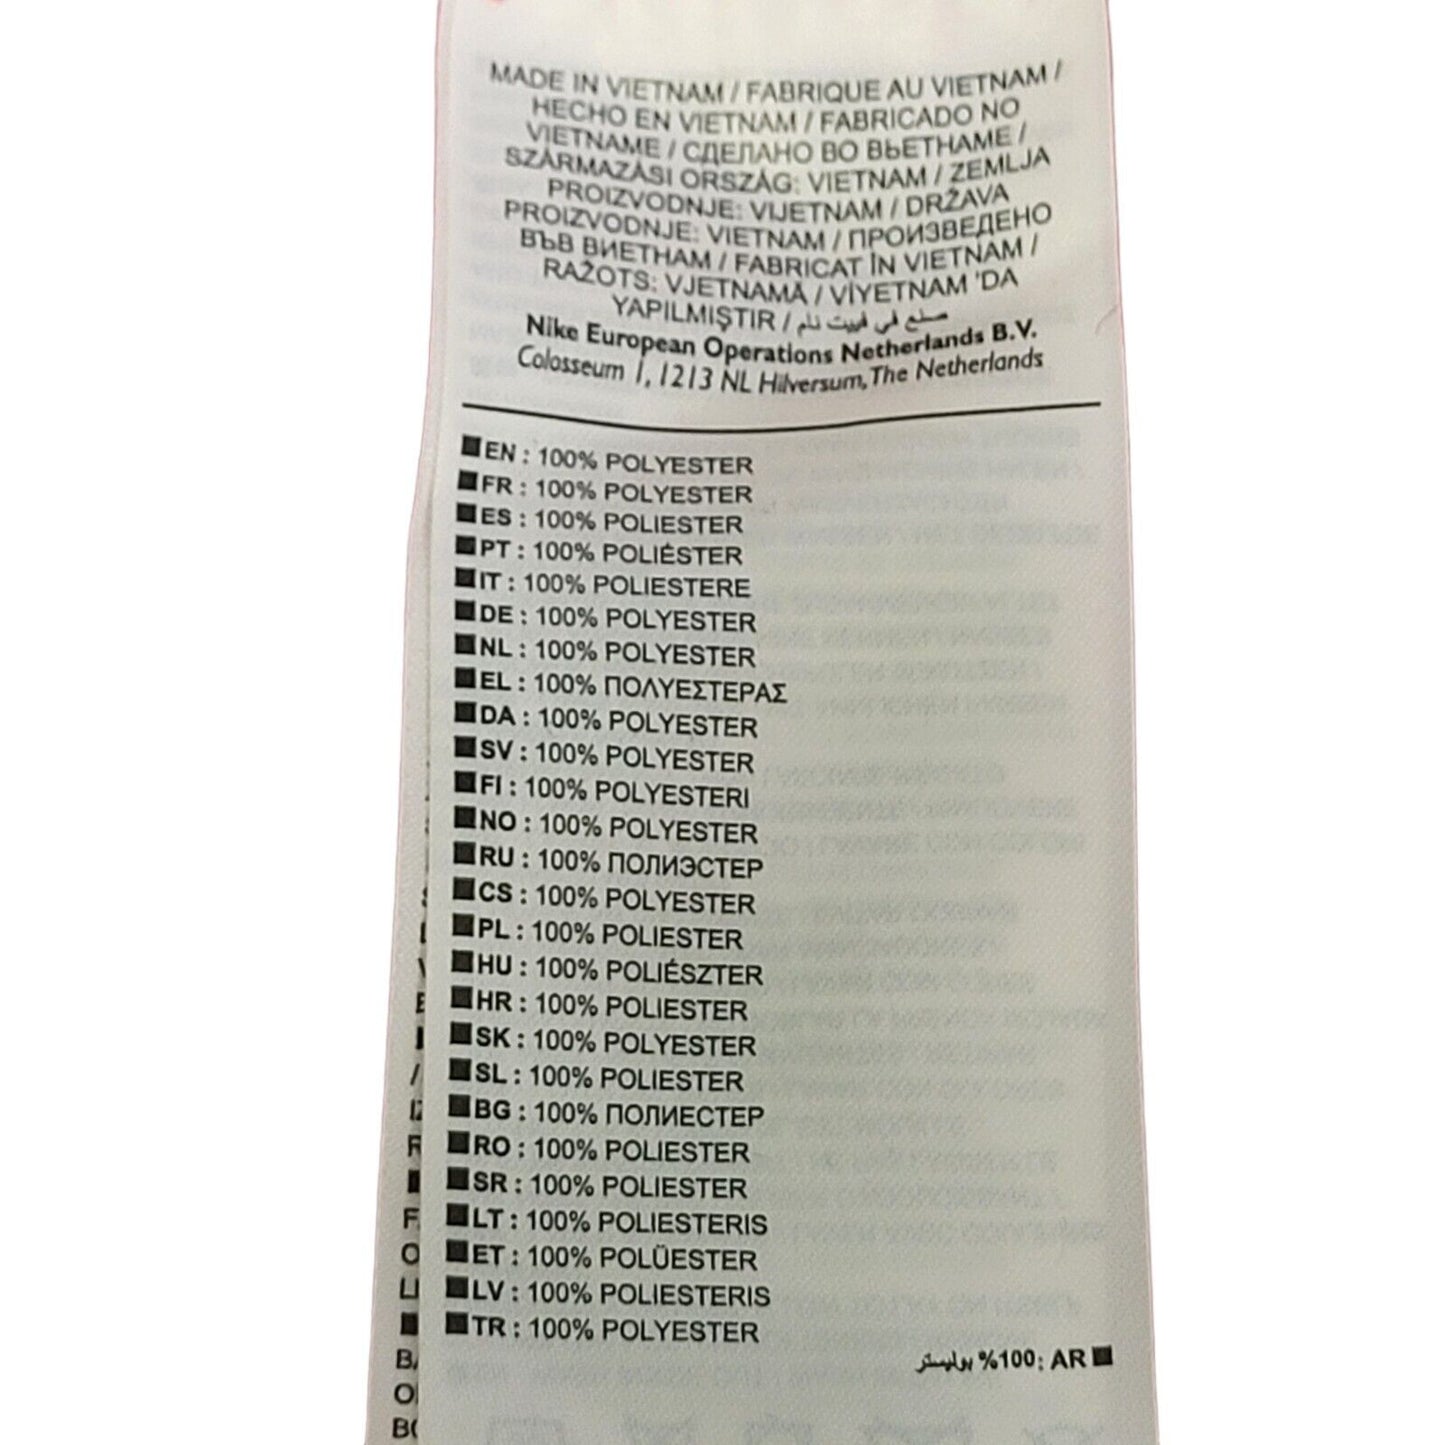 MADE IN VIETNAM / FABRIQUE AU VIETNAM /
HECHO EN VIETNAM / FABRICADO NO
VIETNAME / СДЕЛАНО ВО ВЬЕТНАМЕ /
SZÁRMAZÁSI ORSZÁG: VIETNAM / ZEMLJA
PROIZVODNJE: VIJETNAM / DRŽAVA
PROIZVODNJE: VIETNAM / ПРОИЗВЕДЕНО
ВЪВ ВИЕТНАМ / FABRICAT ÎN VIETNAM /
RAŽOTS: VJETNAMĀ / VİYETNAM 'DA
YAPILMIŞTIR / صنع في فييت نام
Nike European Operations Netherlands B.V.
Colosseum 1, 1213 NL Hilversum, The Netherlands
EN : 100% POLYESTER
FR : 100% POLYESTER
ES : 100% POLIESTER
PT : 100% POLIÉSTER
IT : 100% POLIESTERE
DE : 100% POLYESTER
NL : 100% POLYESTER
EL : 100% ΠΟΛΥΕΣΤΕΡΑΣ
DA : 100% POLYESTER
SV : 100% POLYESTER
FI : 100% POLYESTERI
NO : 100% POLYESTER
RU : 100% ПОЛИЭСТЕР
CS : 100% POLYESTER
PL : 100% POLIESTER
HU : 100% POLIÉSZTER
HR : 100% POLIESTER
SK : 100% POLYESTER
SL : 100% POLIESTER
BG : 100% ПОЛИЕСТЕР
RO : 100% POLIESTER
SR : 100% POLIESTER
LT : 100% POLIESTERIS
ET : 100% POLÜESTER
LV : 100% POLIESTERIS
TR : 100% POLYESTER
AR :100% بوليستر